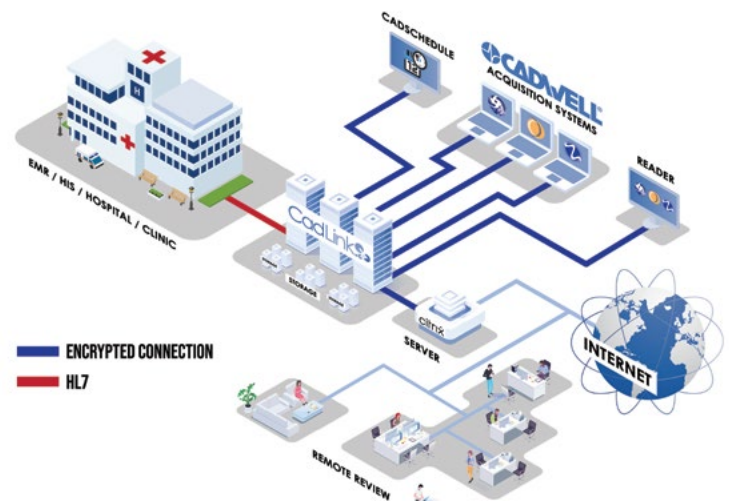 CADSCHEDULE
CADWELL®
ACQUISITION SYSTEMS
READER
H
EMR / HIS / HOSPITAL / CLINIC
CadLink
STORAGE
citrix
SERVER
INTERNET
ENCRYPTED CONNECTION
HL7
REMOTE REVIEW